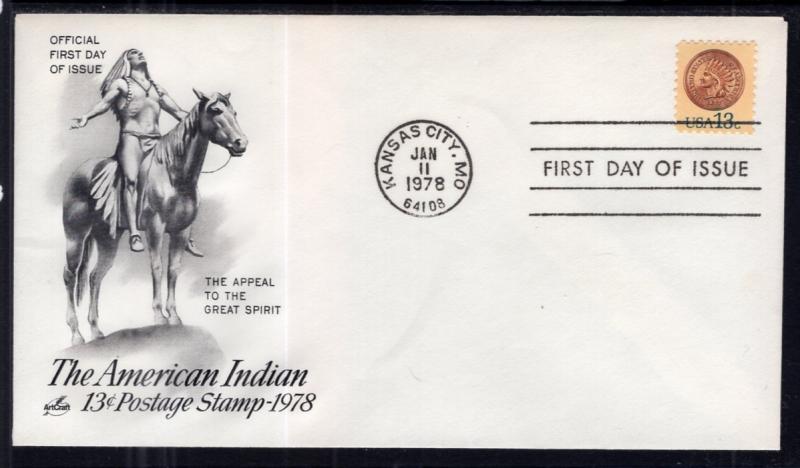 OFFICIAL
FIRST DAY
OF ISSUE
USA 13c
KANSAS CITY, MO
JAN
11
1978
64108
FIRST DAY OF ISSUE
THE APPEAL
TO THE
GREAT SPIRIT
The American Indian
13¢ Postage Stamp-1978
ArtCraft